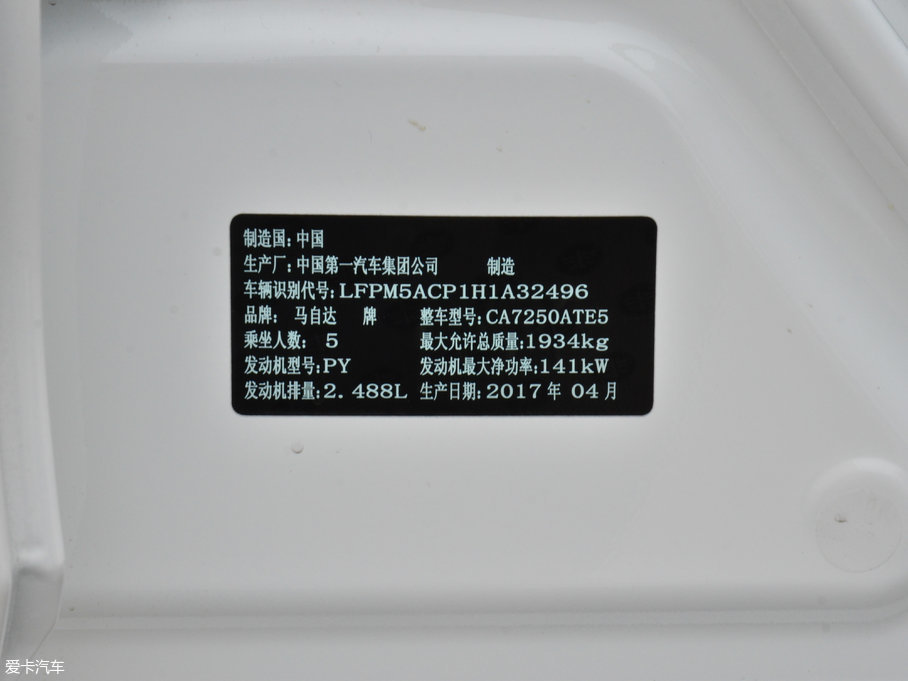 制造国:中国
生产厂:中国第一汽车集团公司 制造
车辆识别代号:LFPM5ACP1H1A32496
品牌: 马自达 牌 整车型号:CA7250ATE5
乘坐人数: 5 最大允许总质量:1934kg
发动机型号:PY 发动机最大净功率:141kW
发动机排量:2.488L 生产日期:2017年 04月
爱卡汽车